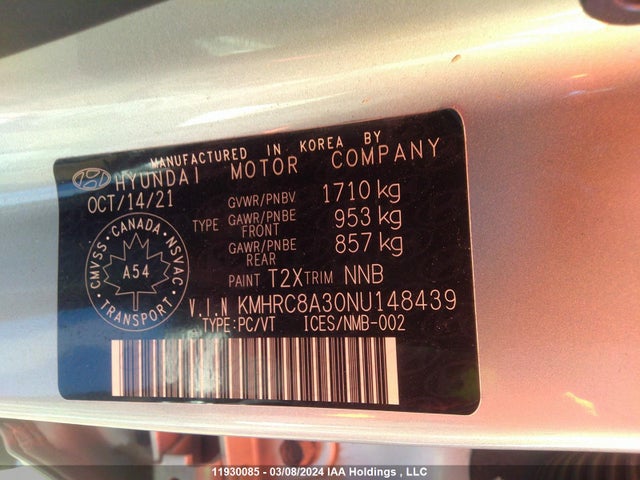 MANUFACTURED IN KOREA BY
HYUNDAI MOTOR COMPANY
OCT/14/21
GVWR/PNBV 1710 kg
TYPE GAWR/PNBE FRONT 953 kg
GAWR/PNBE REAR 857 kg
PAINT T2X TRIM NNB
CMVSS · CANADA · NSVAC
A54
TRANSPORT
V.I.N KMHRC8A30NU148439
TYPE:PC/VT ICES/NMB-002
11930085 - 03/08/2024 IAA Holdings , LLC